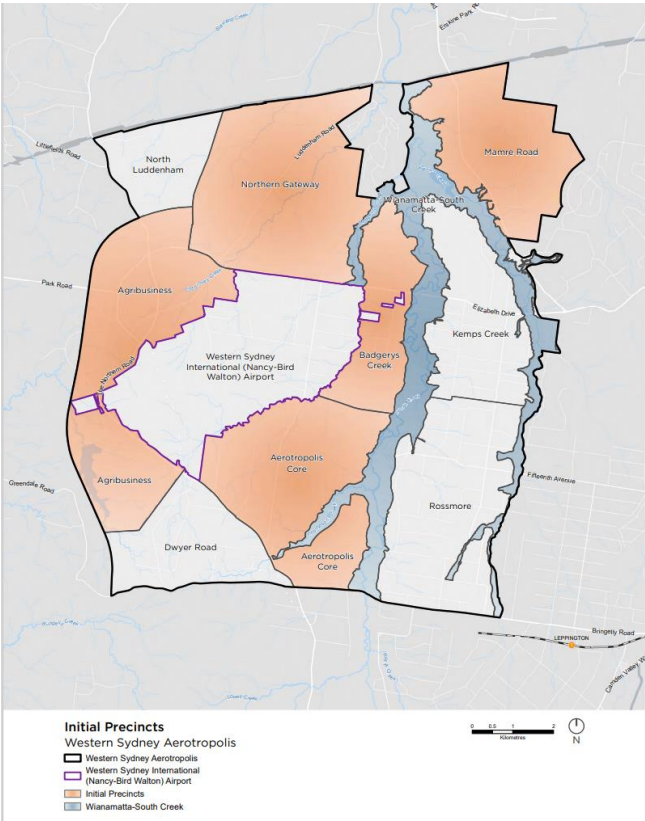 Erskine Park R
Littlefields Road
North
Luddenham
Luddenham Road
Northern Gateway
Mamre Road
Wianamatta-South
Creek
Park Road
Agribusiness
Elizabeth Drive
Kemps Creek
Western Sydney
International (Nancy-Bird
Walton) Airport
Badgerys
Creek
Northern Road
Aerotropolis
Core
Agribusiness
Greendale Road
Fifteenth Avenue
Rossmore
Dwyer Road
Aerotropolis
Core
Bringelly Road
LEPPINGTON
Camden Valley W
Lowes Creek
Initial Precincts
Western Sydney Aerotropolis
Western Sydney Aerotropolis
Western Sydney International
(Nancy-Bird Walton) Airport
Initial Precincts
Wianamatta-South Creek
0 0.5 1 2
Kilometres
N